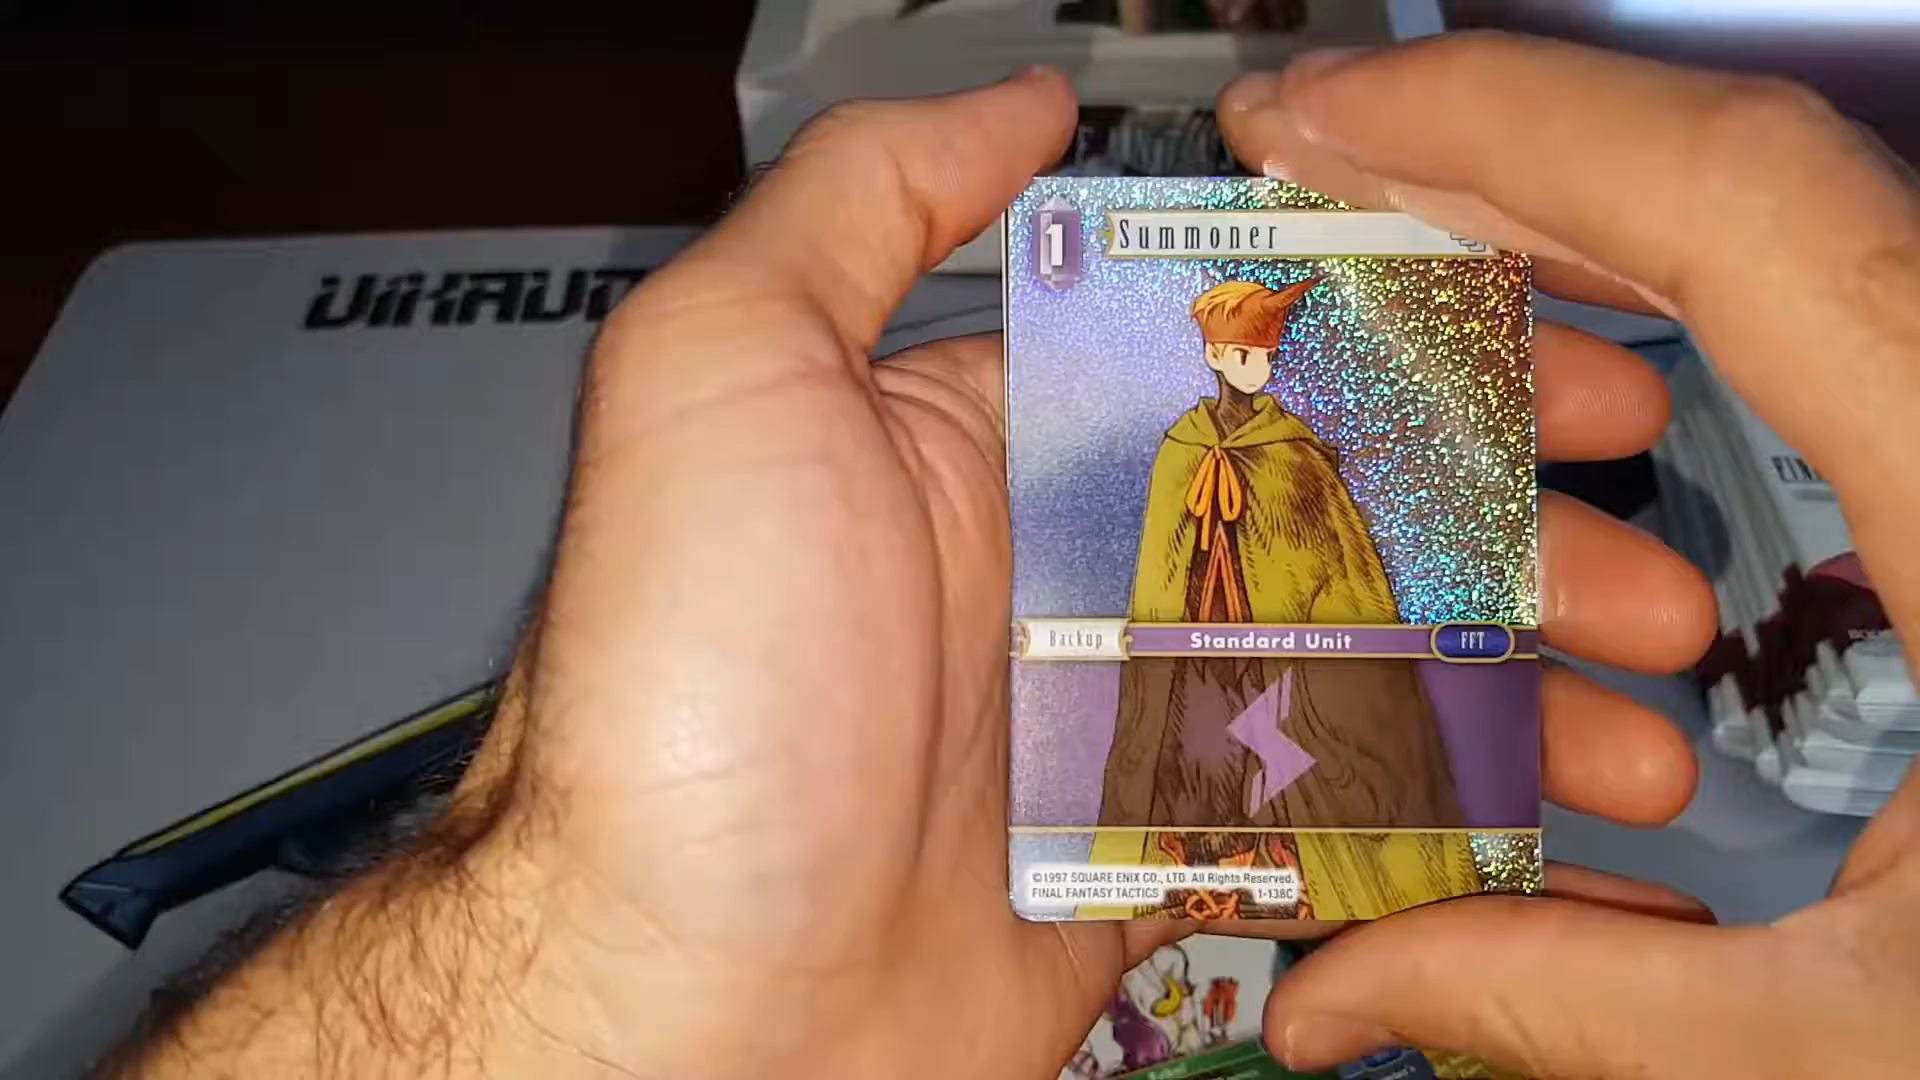 1
Summoner
Backup
Standard Unit
FFT
©1997 SQUARE ENIX CO., LTD. All Rights Reserved.
FINAL FANTASY TACTICS
1-138C